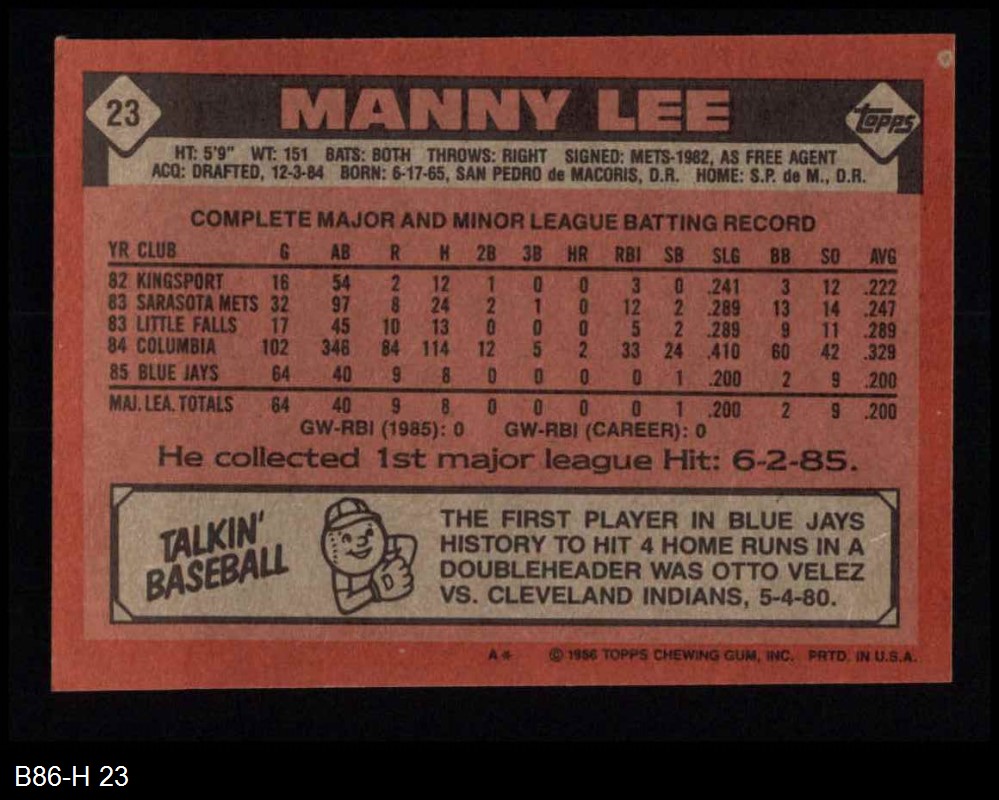 23
MANNY LEE
topps
HT: 5'9" WT: 151 BATS: BOTH THROWS: RIGHT SIGNED: METS-1982, AS FREE AGENT
ACQ: DRAFTED, 12-3-84 BORN: 6-17-65, SAN PEDRO de MACORIS, D.R. HOME: S.P. de M., D.R.
COMPLETE MAJOR AND MINOR LEAGUE BATTING RECORD
YR CLUB G AB R H 2B 3B HR RBI SB SLG BB SO AVG
82 KINGSPORT 16 54 2 12 1 0 0 3 0 .241 3 12 .222
83 SARASOTA METS 32 97 8 24 2 1 0 12 2 .289 13 14 .247
83 LITTLE FALLS 17 45 10 13 0 0 0 5 2 .289 9 11 .289
84 COLUMBIA 102 346 84 114 12 5 2 33 24 .410 60 42 .329
85 BLUE JAYS 64 40 9 8 0 0 0 0 1 .200 2 9 .200
MAJ. LEA. TOTALS 64 40 9 8 0 0 0 0 1 .200 2 9 .200
GW-RBI (1985): 0 GW-RBI (CAREER): 0
He collected 1st major league Hit: 6-2-85.
TALKIN'
BASEBALL
THE FIRST PLAYER IN BLUE JAYS
HISTORY TO HIT 4 HOME RUNS IN A
DOUBLEHEADER WAS OTTO VELEZ
VS. CLEVELAND INDIANS, 5-4-80.
A* © 1986 TOPPS CHEWING GUM, INC. PRTD. IN U.S.A.
B86-H 23